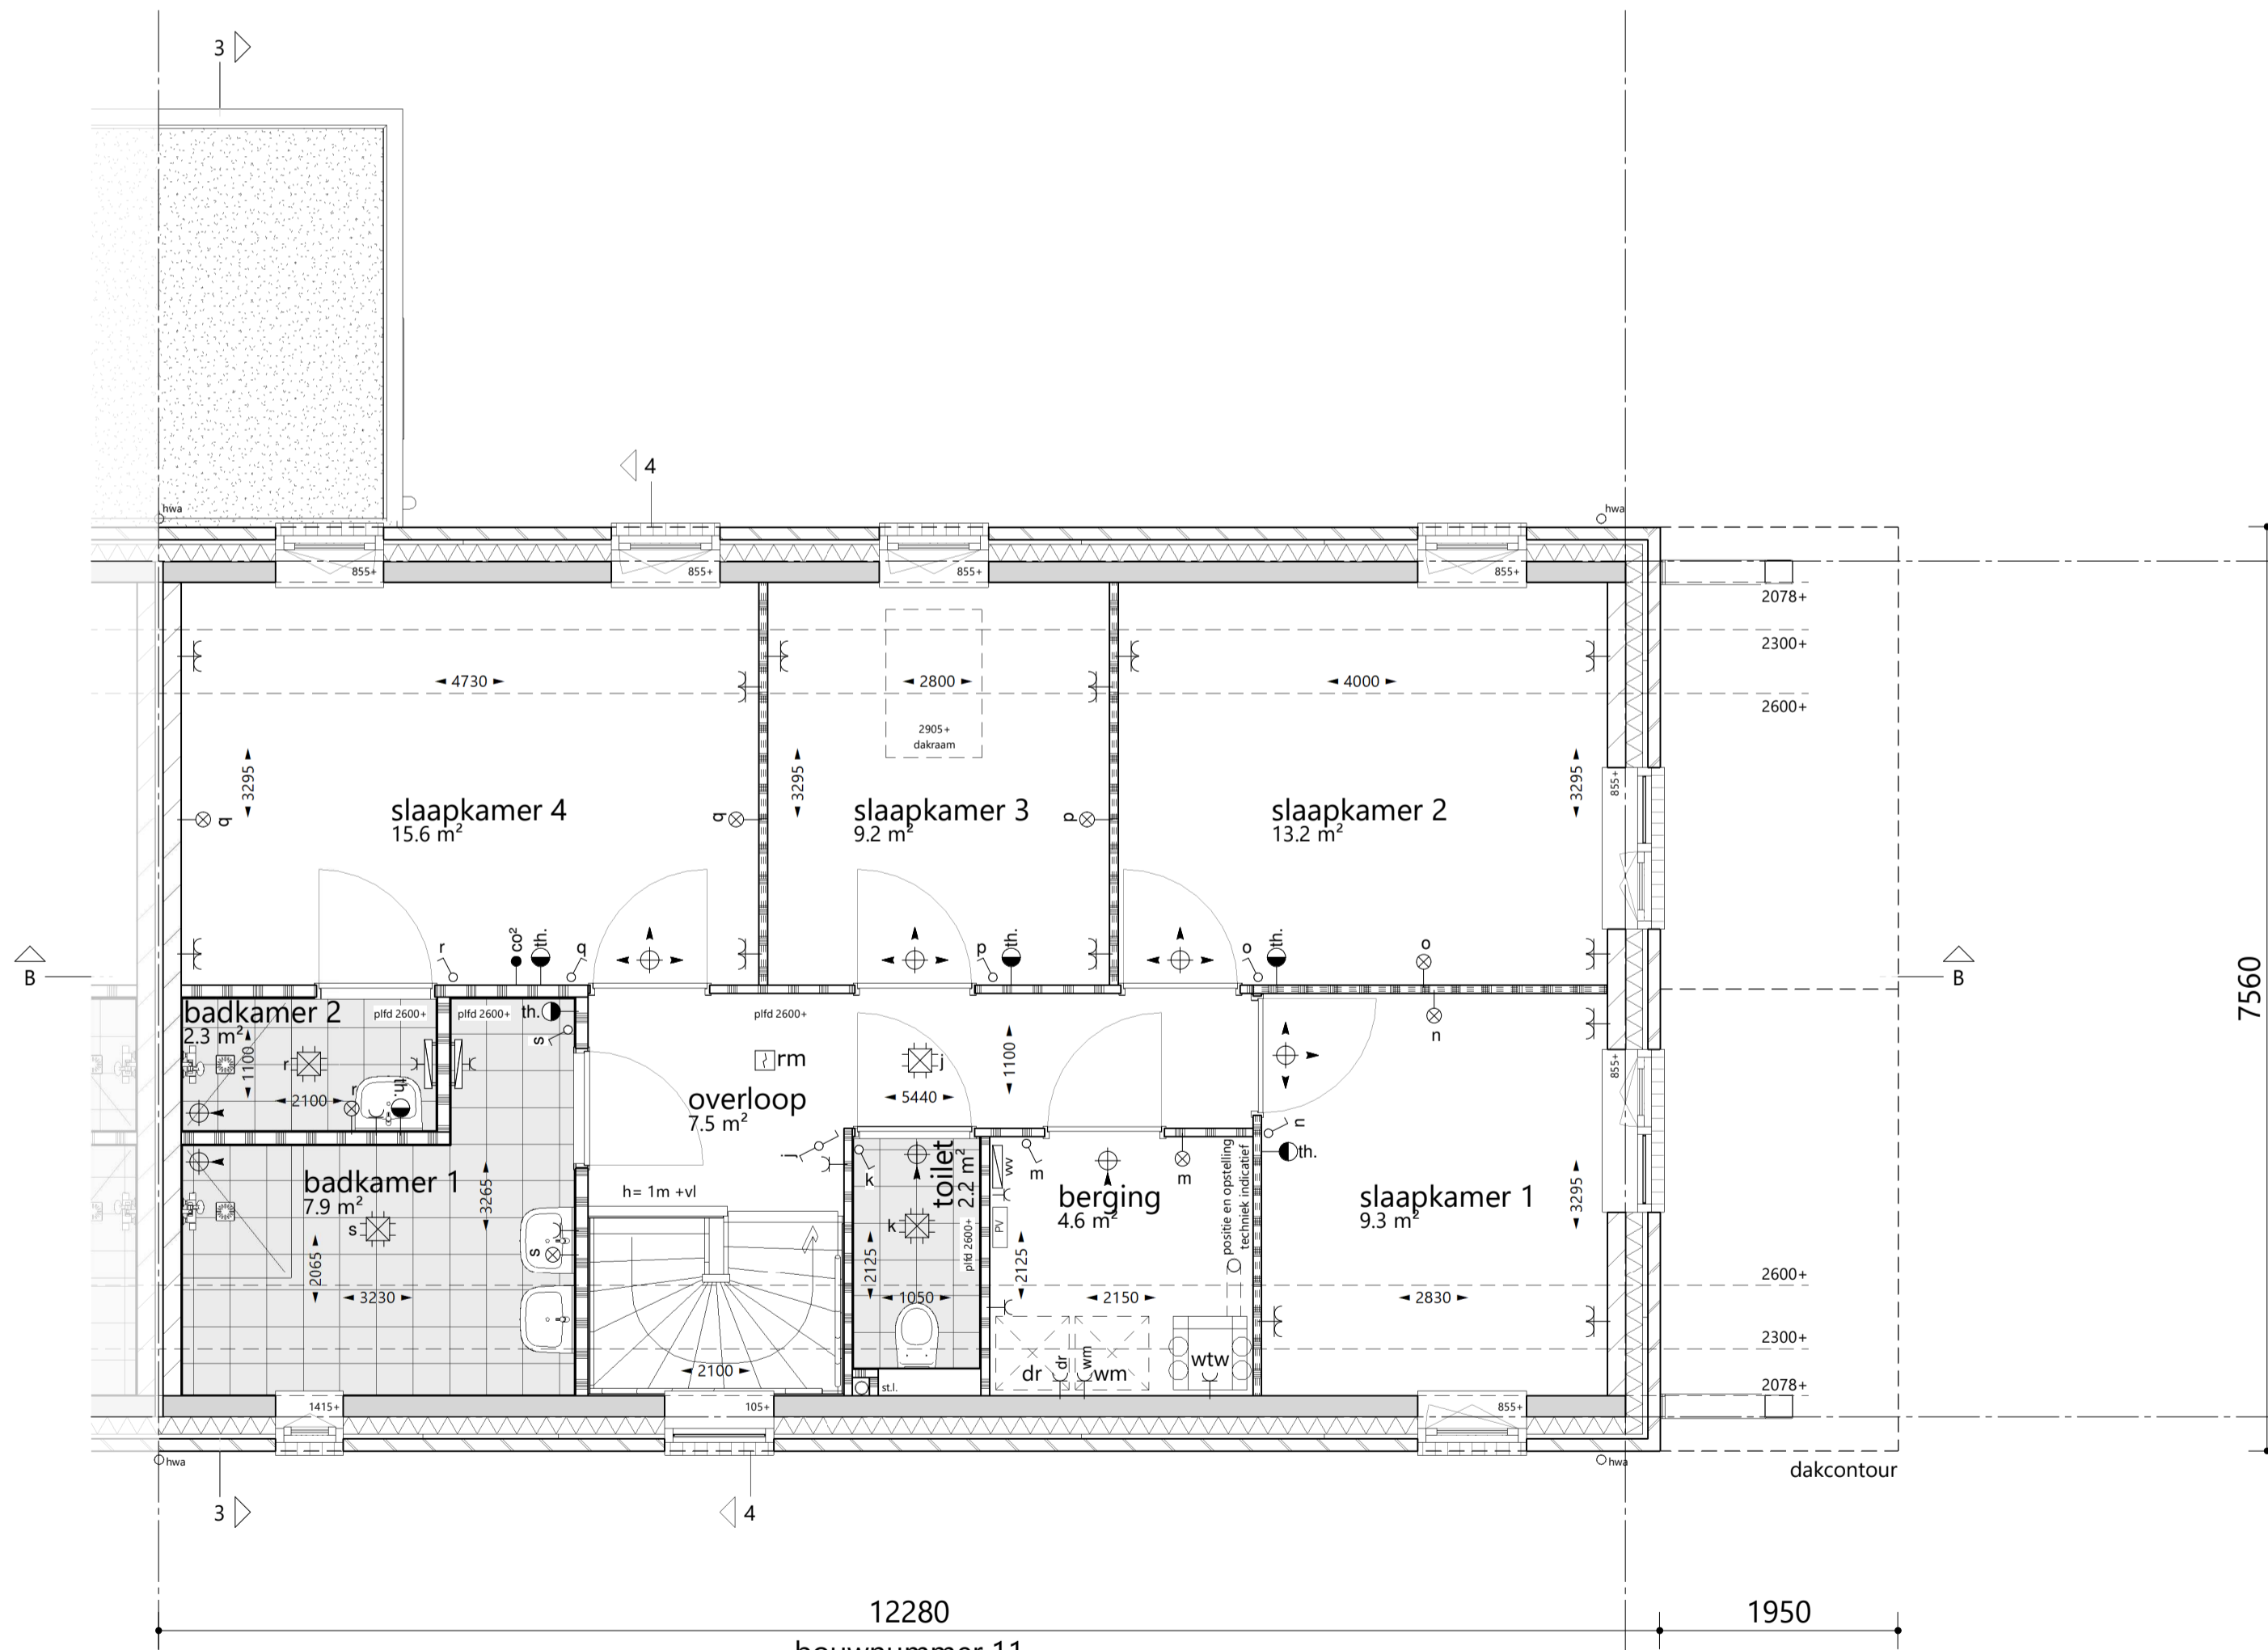 3
4
hwa
hwa
855+
855+
855+
855+
2078+
2300+
2600+
4730
2800
4000
2905+
dakraam
3295
3295
3295
855+
slaapkamer 4
15.6 m²
slaapkamer 3
9.2 m²
slaapkamer 2
13.2 m²
q
q
p
7560
r
co²
th.
q
p
th.
o
th.
o
B
B
badkamer 2
2.3 m²
plfd 2600+
plfd 2600+
th.
s
plfd 2600+
n
1100
r
rm
j
1100
855+
2100
r
th.
overloop
7.5 m²
5440
j
n
th.
badkamer 1
7.9 m²
3265
h= 1m +vl
k
toilet
2.2 m²
wv
m
m
berging
4.6 m²
positie en opstelling
techniek indicatief
slaapkamer 1
9.3 m²
3295
s
s
k
plfd 2600+
PV
2065
3230
2125
1050
2125
2150
2830
2600+
2300+
2078+
2100
dr
dr
wm
wm
wtw
st.l.
1415+
105+
855+
hwa
hwa
dakcontour
3
4
12280
1950
bouwnummer 11